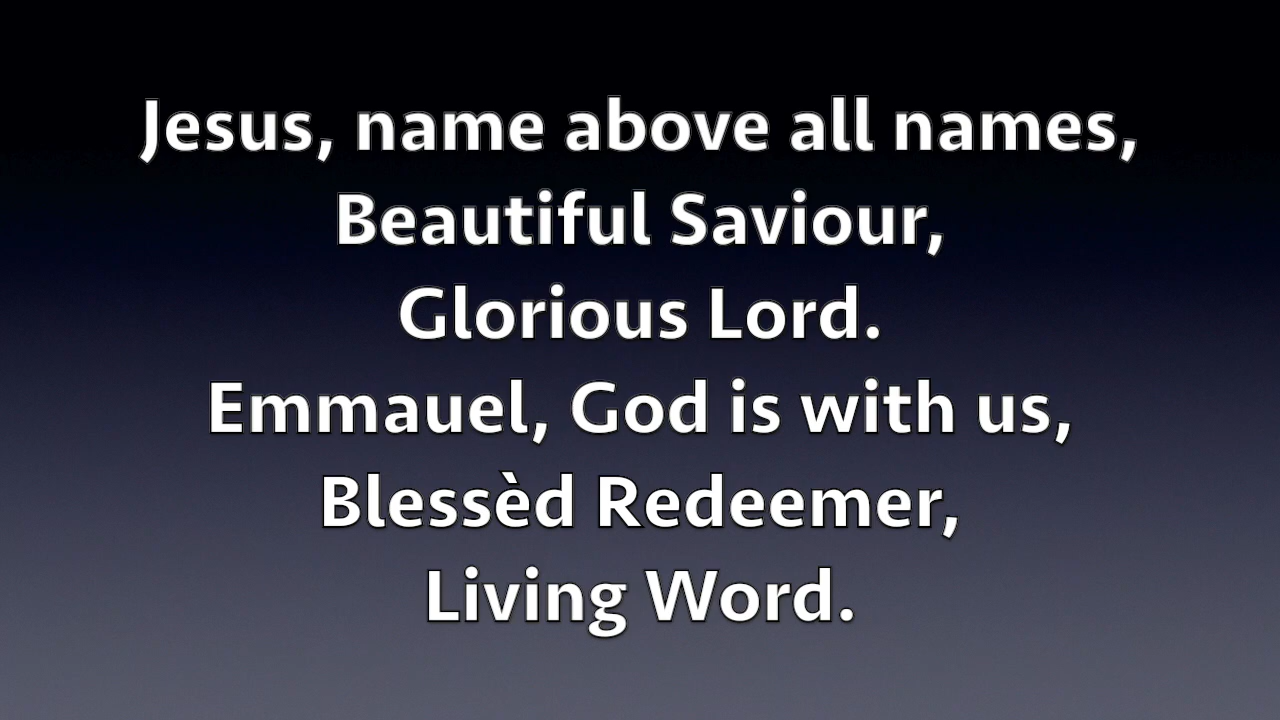 Jesus, name above all names,
Beautiful Saviour,
Glorious Lord.
Emmauel, God is with us,
Blessèd Redeemer,
Living Word.